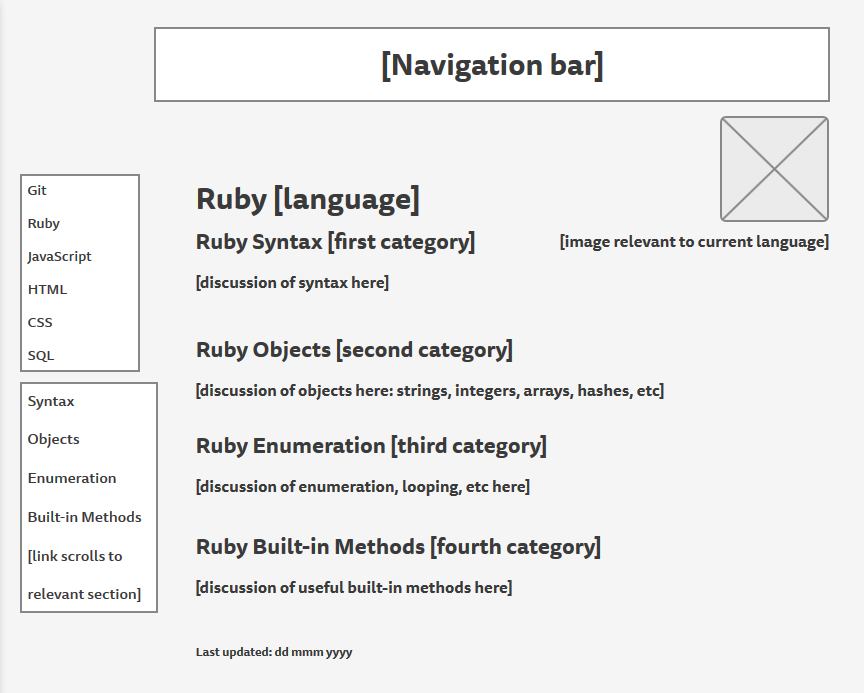 [Navigation bar]
Git
Ruby
JavaScript
HTML
CSS
SQL
Syntax
Objects
Enumeration
Built-in Methods
[link scrolls to
relevant section]
Ruby [language]
Ruby Syntax [first category]
[image relevant to current language]
[discussion of syntax here]
Ruby Objects [second category]
[discussion of objects here: strings, integers, arrays, hashes, etc]
Ruby Enumeration [third category]
[discussion of enumeration, looping, etc here]
Ruby Built-in Methods [fourth category]
[discussion of useful built-in methods here]
Last updated: dd mmm yyyy